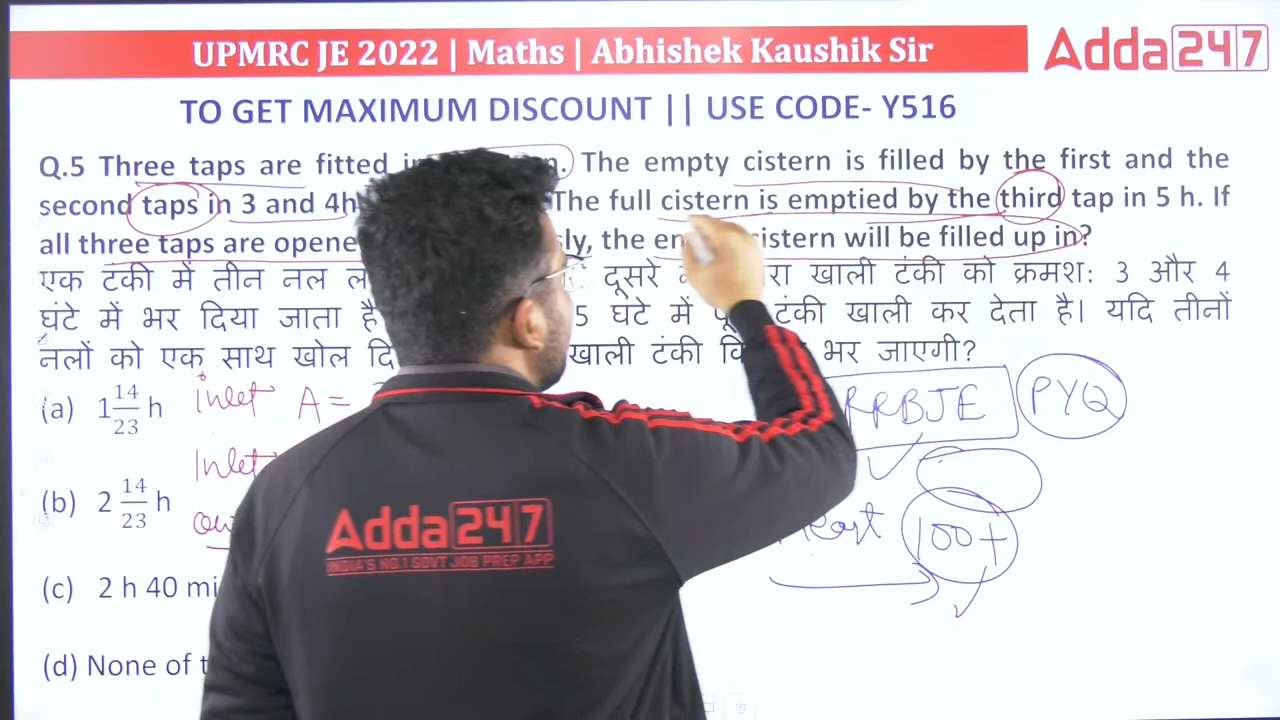 UPMRC JE 2022 | Maths | Abhishek Kaushik Sir
Adda247
TO GET MAXIMUM DISCOUNT || USE CODE- Y516
Q.5 Three taps are fitted in The empty cistern is filled by the first and the
second taps in 3 and 4h The full cistern is emptied by the third tap in 5 h. If
all three taps are opene the cistern will be filled up in?
एक टंकी में तीन नल दूसरे खाली टंकी को क्रमश: 3 और 4
घंटे में भर दिया जाता है 5 घंटे में टंकी खाली कर देता है। यदि तीनों
नलों को एक साथ खोल खाली टंकी भर जाएगी?
(a) 1 14/23 h
Inlet A =
RRBJE
PYQ
Inlet
(b) 2 14/23 h
100+
(c) 2 h 40 mi
(d) None of t
Adda247
INDIA'S NO.1 GOVT JOB PREP APP